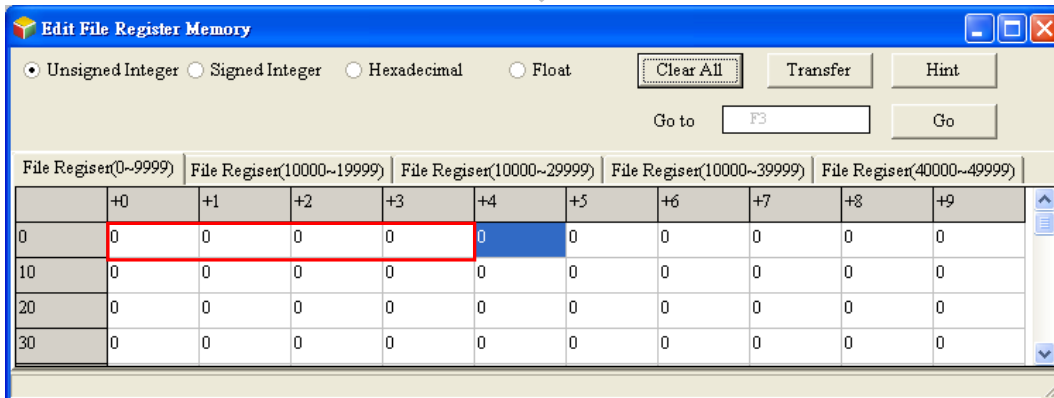 Edit File Register Memory
Unsigned Integer Signed Integer Hexadecimal Float Clear All Transfer Hint
Go to F3 Go
File Regiser(0~9999) File Regiser(10000~19999) File Regiser(10000~29999) File Regiser(10000~39999) File Regiser(40000~49999)
+0 +1 +2 +3 +4 +5 +6 +7 +8 +9
0 0 0 0 0 0 0 0 0 0 0
10 0 0 0 0 0 0 0 0 0 0
20 0 0 0 0 0 0 0 0 0 0
30 0 0 0 0 0 0 0 0 0 0